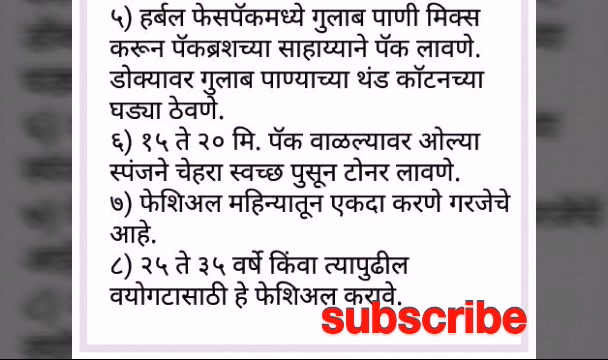 ५) हर्बल फेसपॅकमध्ये गुलाब पाणी मिक्स
करून पॅकब्रशच्या साहाय्याने पॅक लावणे.
डोक्यावर गुलाब पाण्याच्या थंड कॉटनच्या
घड्या ठेवणे.
६) १५ ते २० मि. पॅक वाळल्यावर ओल्या
स्पंजने चेहरा स्वच्छ पुसून टोनर लावणे.
७) फेशिअल महिन्यातून एकदा करणे गरजेचे
आहे.
८) २५ ते ३५ वर्षे किंवा त्यापुढील
वयोगटासाठी हे फेशिअल करावे.
subscribe